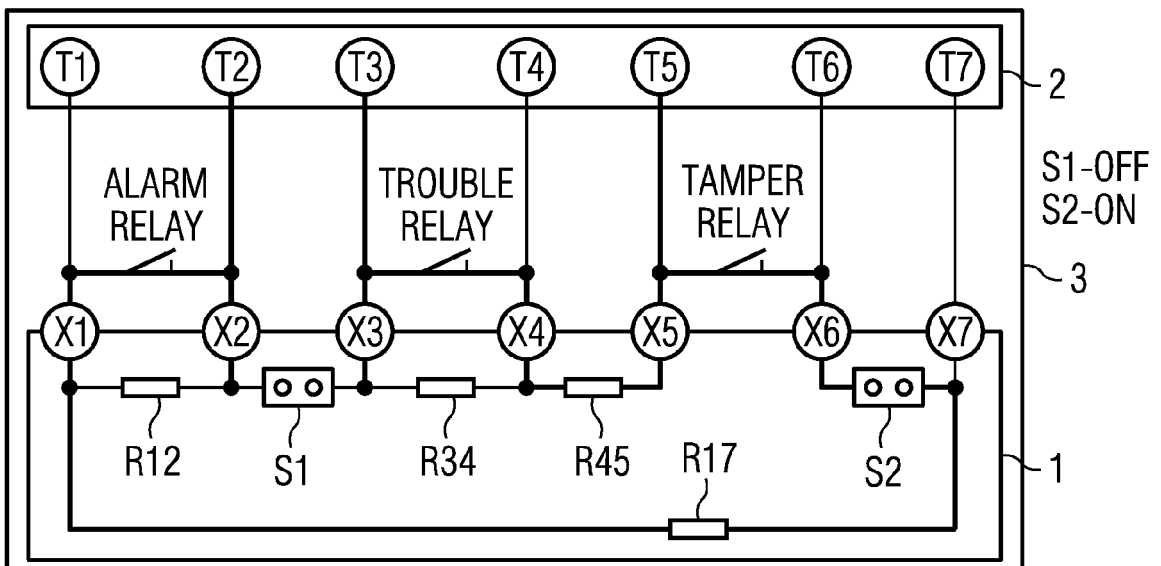 T1 T2 T3 T4 T5 T6 T7
2
S1-OFF
S2-ON
ALARM
RELAY
TROUBLE
RELAY
TAMPER
RELAY
3
X1 X2 X3 X4 X5 X6 X7
R12 S1 R34 R45 R17 S2
1